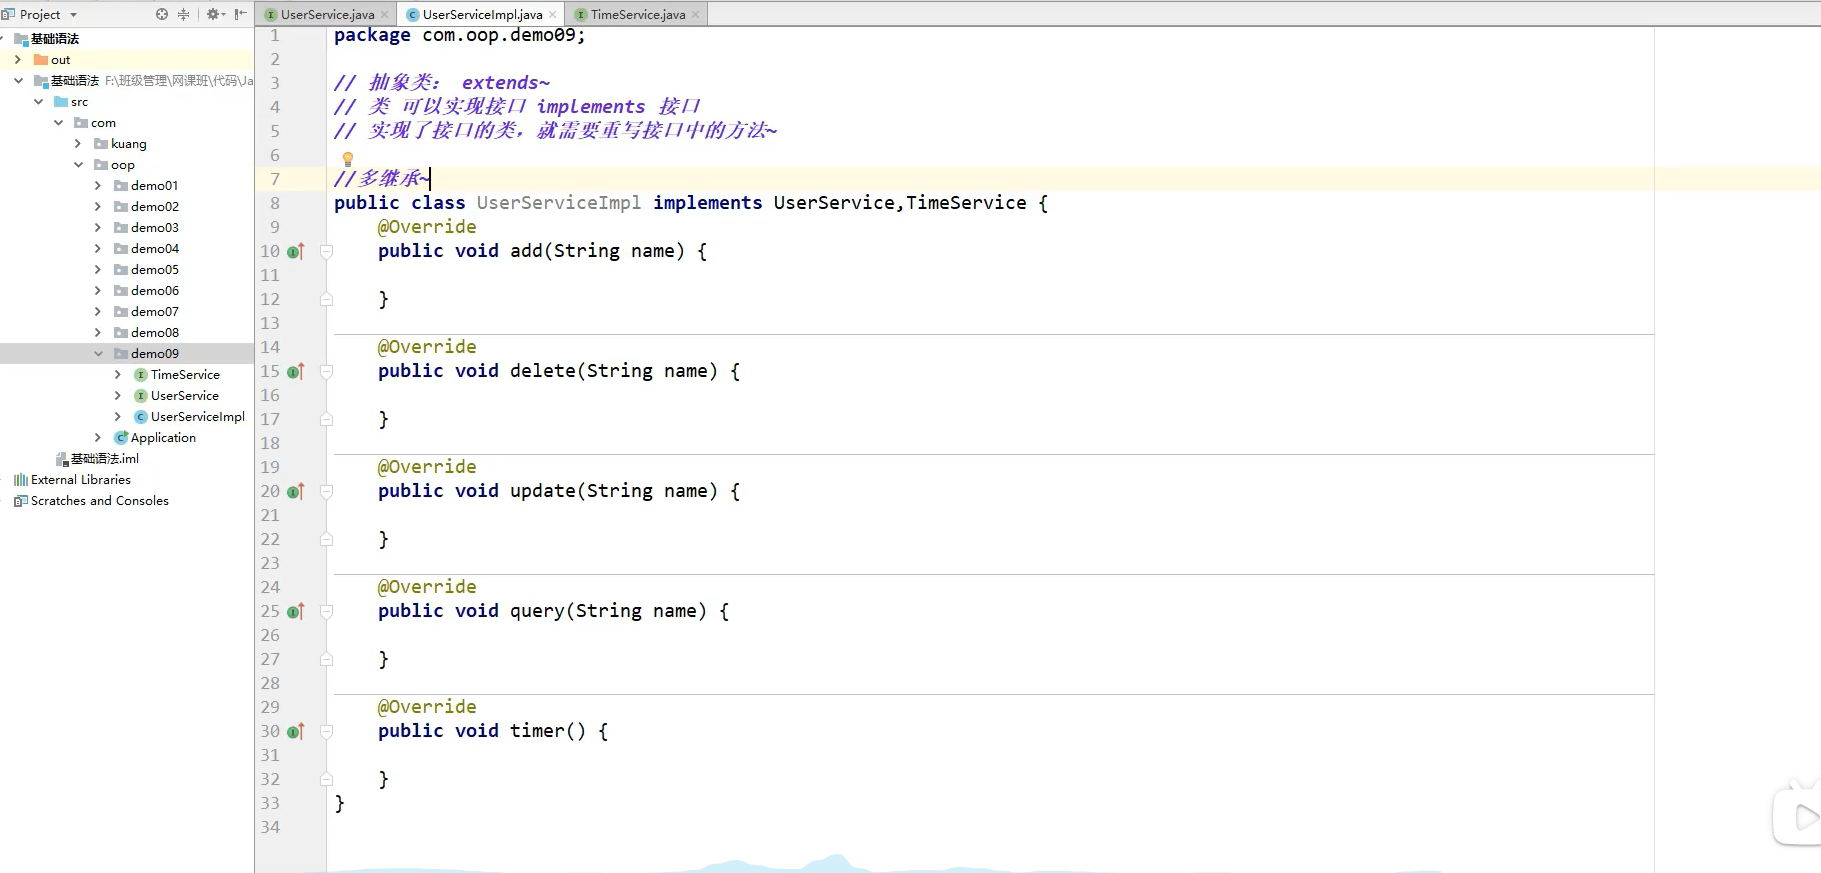 Project
UserService.java
UserServiceImpl.java
TimeService.java
基础语法
out
基础语法 F:\班级管理\网课班\代码\Ja
src
com
kuang
oop
demo01
demo02
demo03
demo04
demo05
demo06
demo07
demo08
demo09
TimeService
UserService
UserServiceImpl
Application
基础语法.iml
External Libraries
Scratches and Consoles
1 package com.oop.demo09;
2
3 // 抽象类： extends~
4 // 类 可以实现接口 implements 接口
5 // 实现了接口的类，就需要重写接口中的方法~
6
7 //多继承~
8 public class UserServiceImpl implements UserService,TimeService {
9 @Override
10 public void add(String name) {
11
12 }
13
14 @Override
15 public void delete(String name) {
16
17 }
18
19 @Override
20 public void update(String name) {
21
22 }
23
24 @Override
25 public void query(String name) {
26
27 }
28
29 @Override
30 public void timer() {
31
32 }
33 }
34